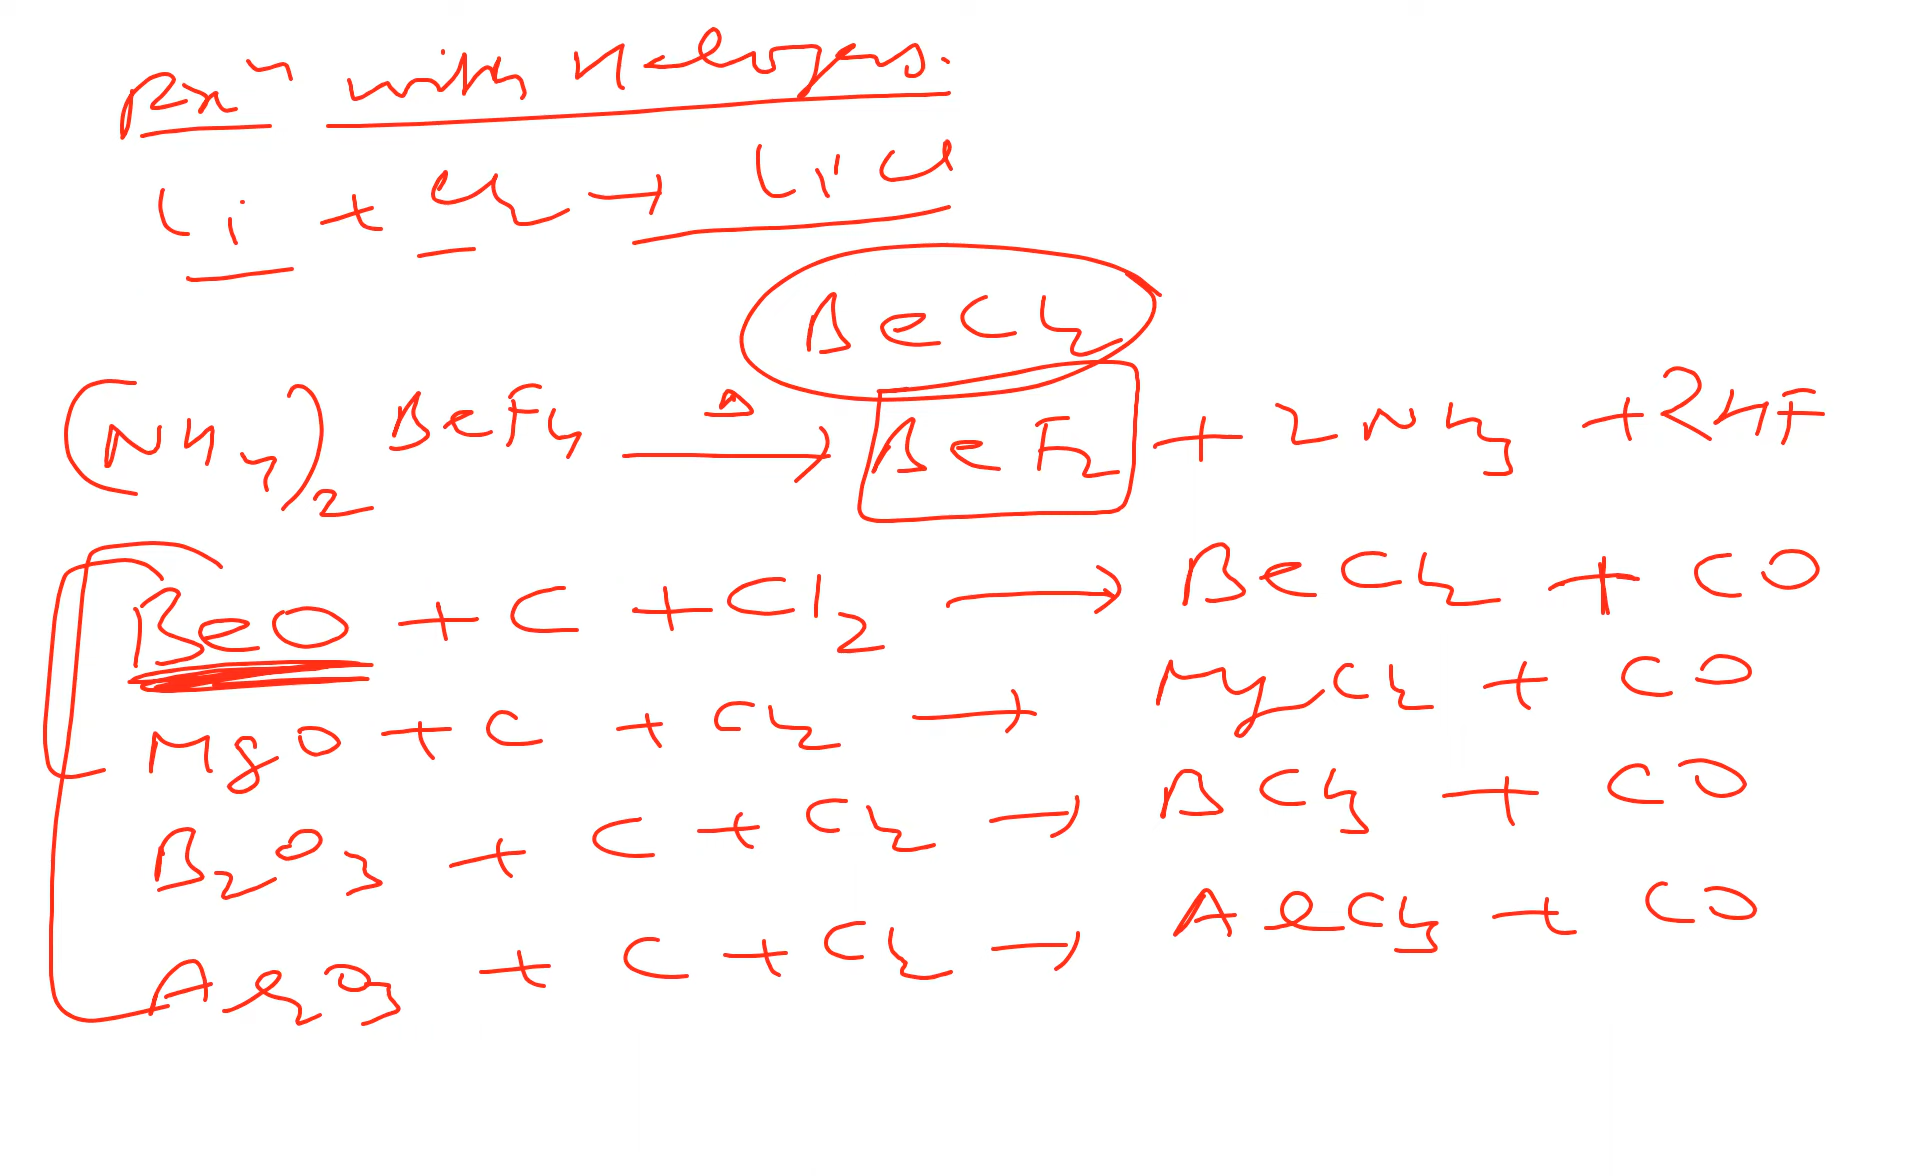 Rxⁿ with Halogens.
Li + Cl₂ → LiCl
BeCl₂
(NH₄)₂ BeF₄ —Δ→ BeF₂ + 2NH₃ + 2HF
BeO + C + Cl₂ → BeCl₂ + CO
MgO + C + Cl₂ → MgCl₂ + CO
B₂O₃ + C + Cl₂ → BCl₃ + CO
Al₂O₃ + C + Cl₂ → AlCl₃ + CO